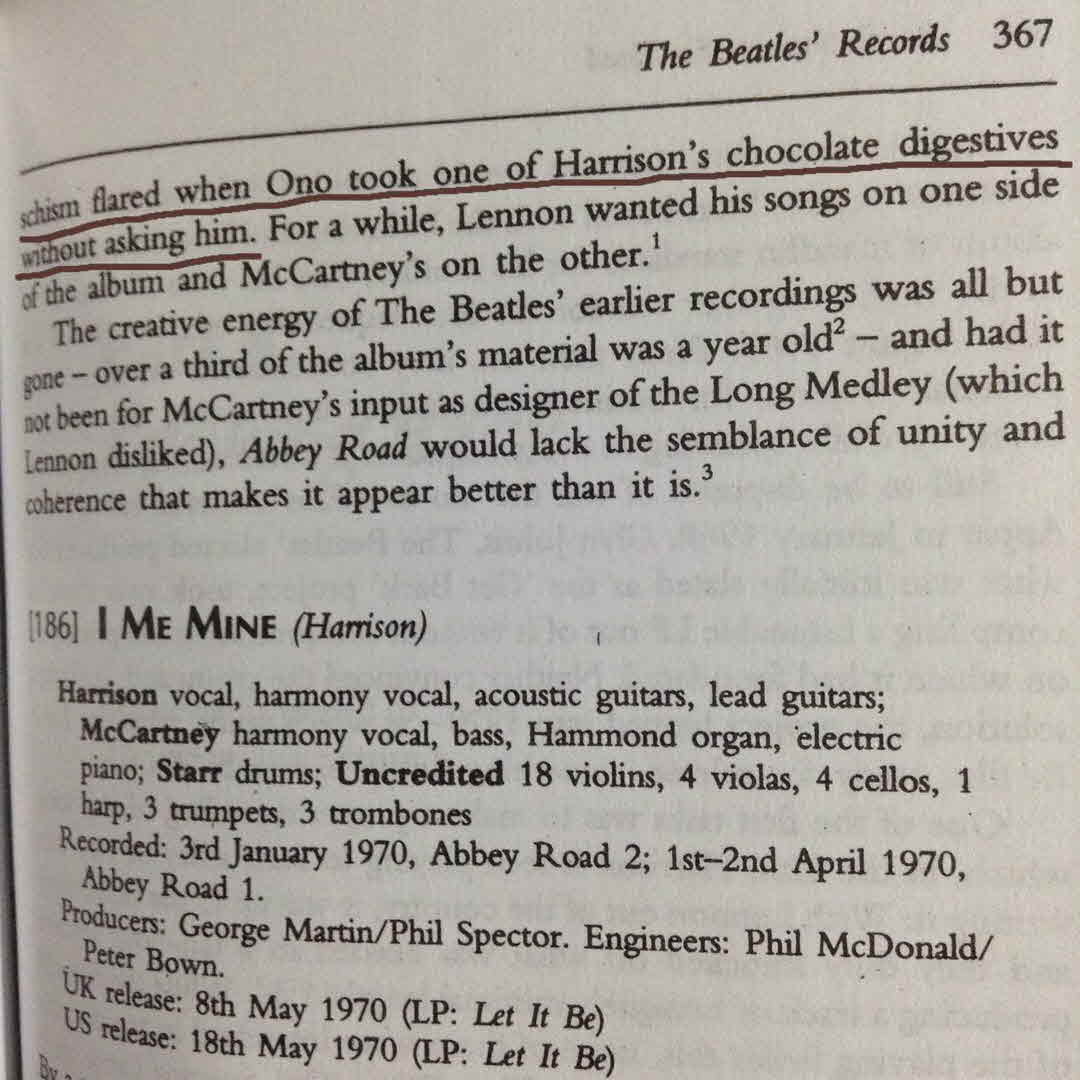 The Beatles' Records 367
schism flared when Ono took one of Harrison's chocolate digestives
without asking him. For a while, Lennon wanted his songs on one side
of the album and McCartney's on the other.¹
The creative energy of The Beatles' earlier recordings was all but
gone – over a third of the album's material was a year old² – and had it
not been for McCartney's input as designer of the Long Medley (which
Lennon disliked), Abbey Road would lack the semblance of unity and
coherence that makes it appear better than it is.³
[186] I ME MINE (Harrison)
Harrison vocal, harmony vocal, acoustic guitars, lead guitars;
McCartney harmony vocal, bass, Hammond organ, electric
piano; Starr drums; Uncredited 18 violins, 4 violas, 4 cellos, 1
harp, 3 trumpets, 3 trombones
Recorded: 3rd January 1970, Abbey Road 2; 1st–2nd April 1970,
Abbey Road 1.
Producers: George Martin/Phil Spector. Engineers: Phil McDonald/
Peter Bown.
UK release: 8th May 1970 (LP: Let It Be)
US release: 18th May 1970 (LP: Let It Be)
By